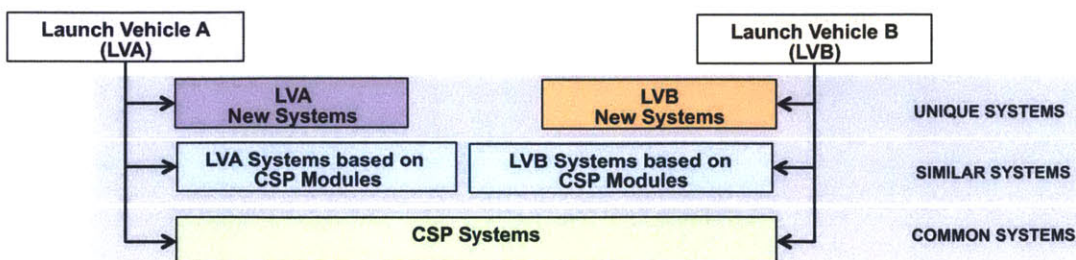 Launch Vehicle A
(LVA)
Launch Vehicle B
(LVB)
LVA
New Systems
LVB
New Systems
UNIQUE SYSTEMS
LVA Systems based on
CSP Modules
LVB Systems based on
CSP Modules
SIMILAR SYSTEMS
CSP Systems
COMMON SYSTEMS